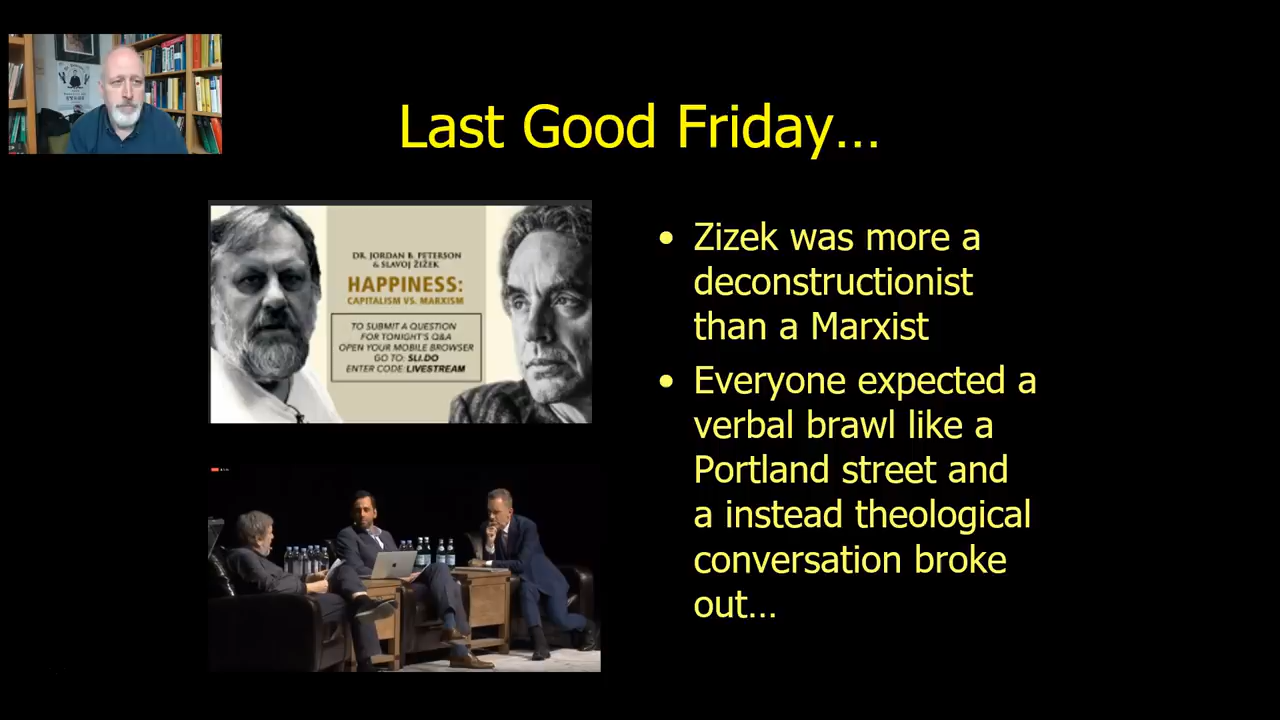 Last Good Friday...
DR. JORDAN B. PETERSON
& SLAVOJ ŽIŽEK
HAPPINESS:
CAPITALISM VS. MARXISM
TO SUBMIT A QUESTION
FOR TONIGHT'S Q&A
OPEN YOUR MOBILE BROWSER
GO TO: SLI.DO
ENTER CODE: LIVESTREAM
• Zizek was more a
deconstructionist
than a Marxist
• Everyone expected a
verbal brawl like a
Portland street and
a instead theological
conversation broke
out...